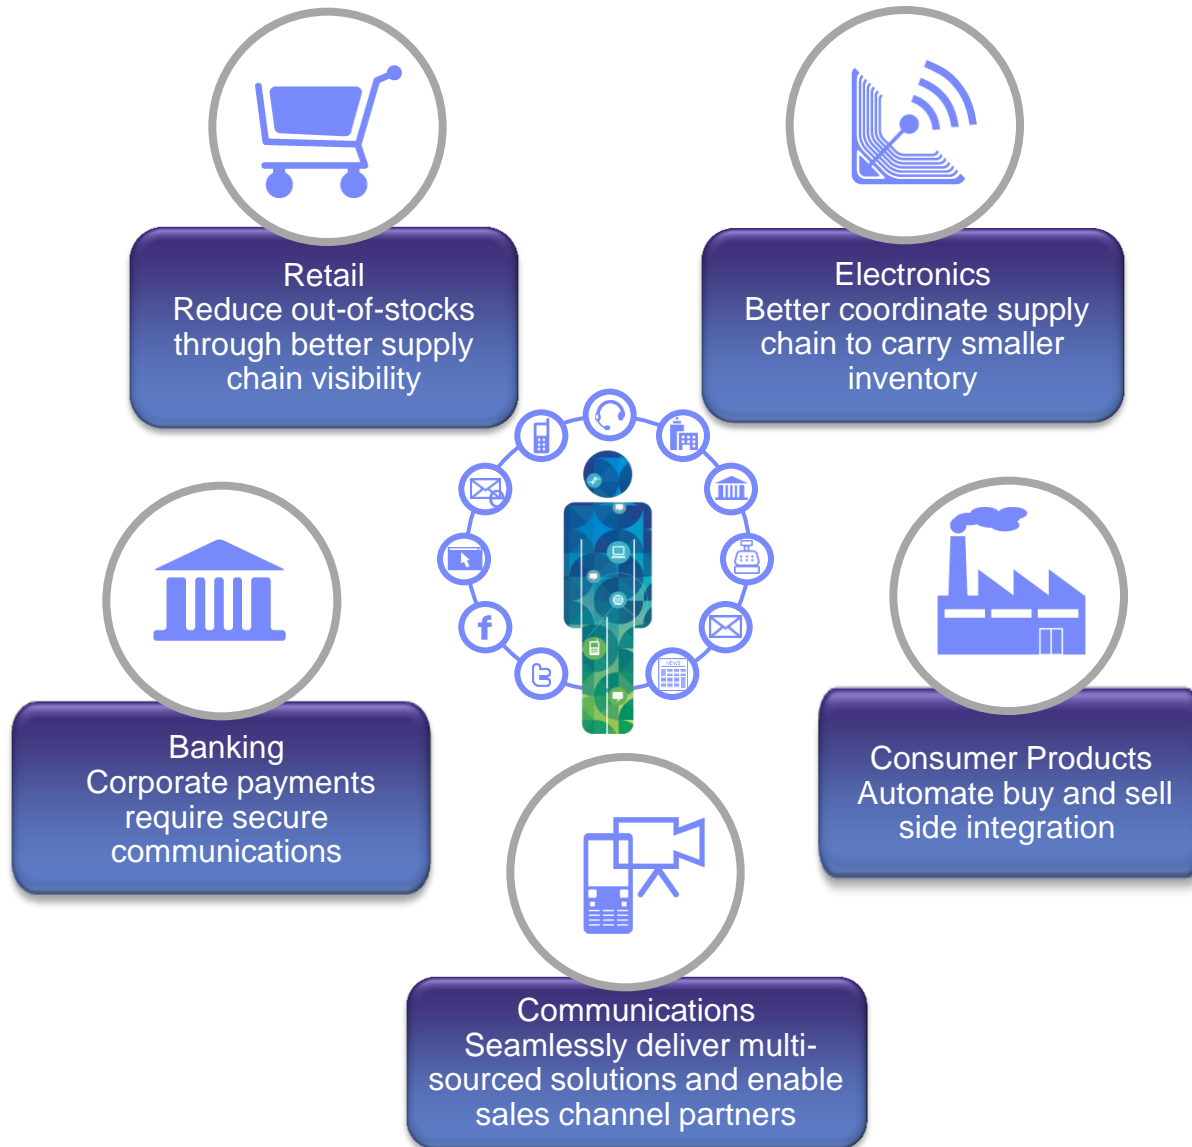 Retail
Reduce out-of-stocks
through better supply
chain visibility
Electronics
Better coordinate supply
chain to carry smaller
inventory
Banking
Corporate payments
require secure
communications
f
NEWS
Consumer Products
Automate buy and sell
side integration
Communications
Seamlessly deliver multi-
sourced solutions and enable
sales channel partners